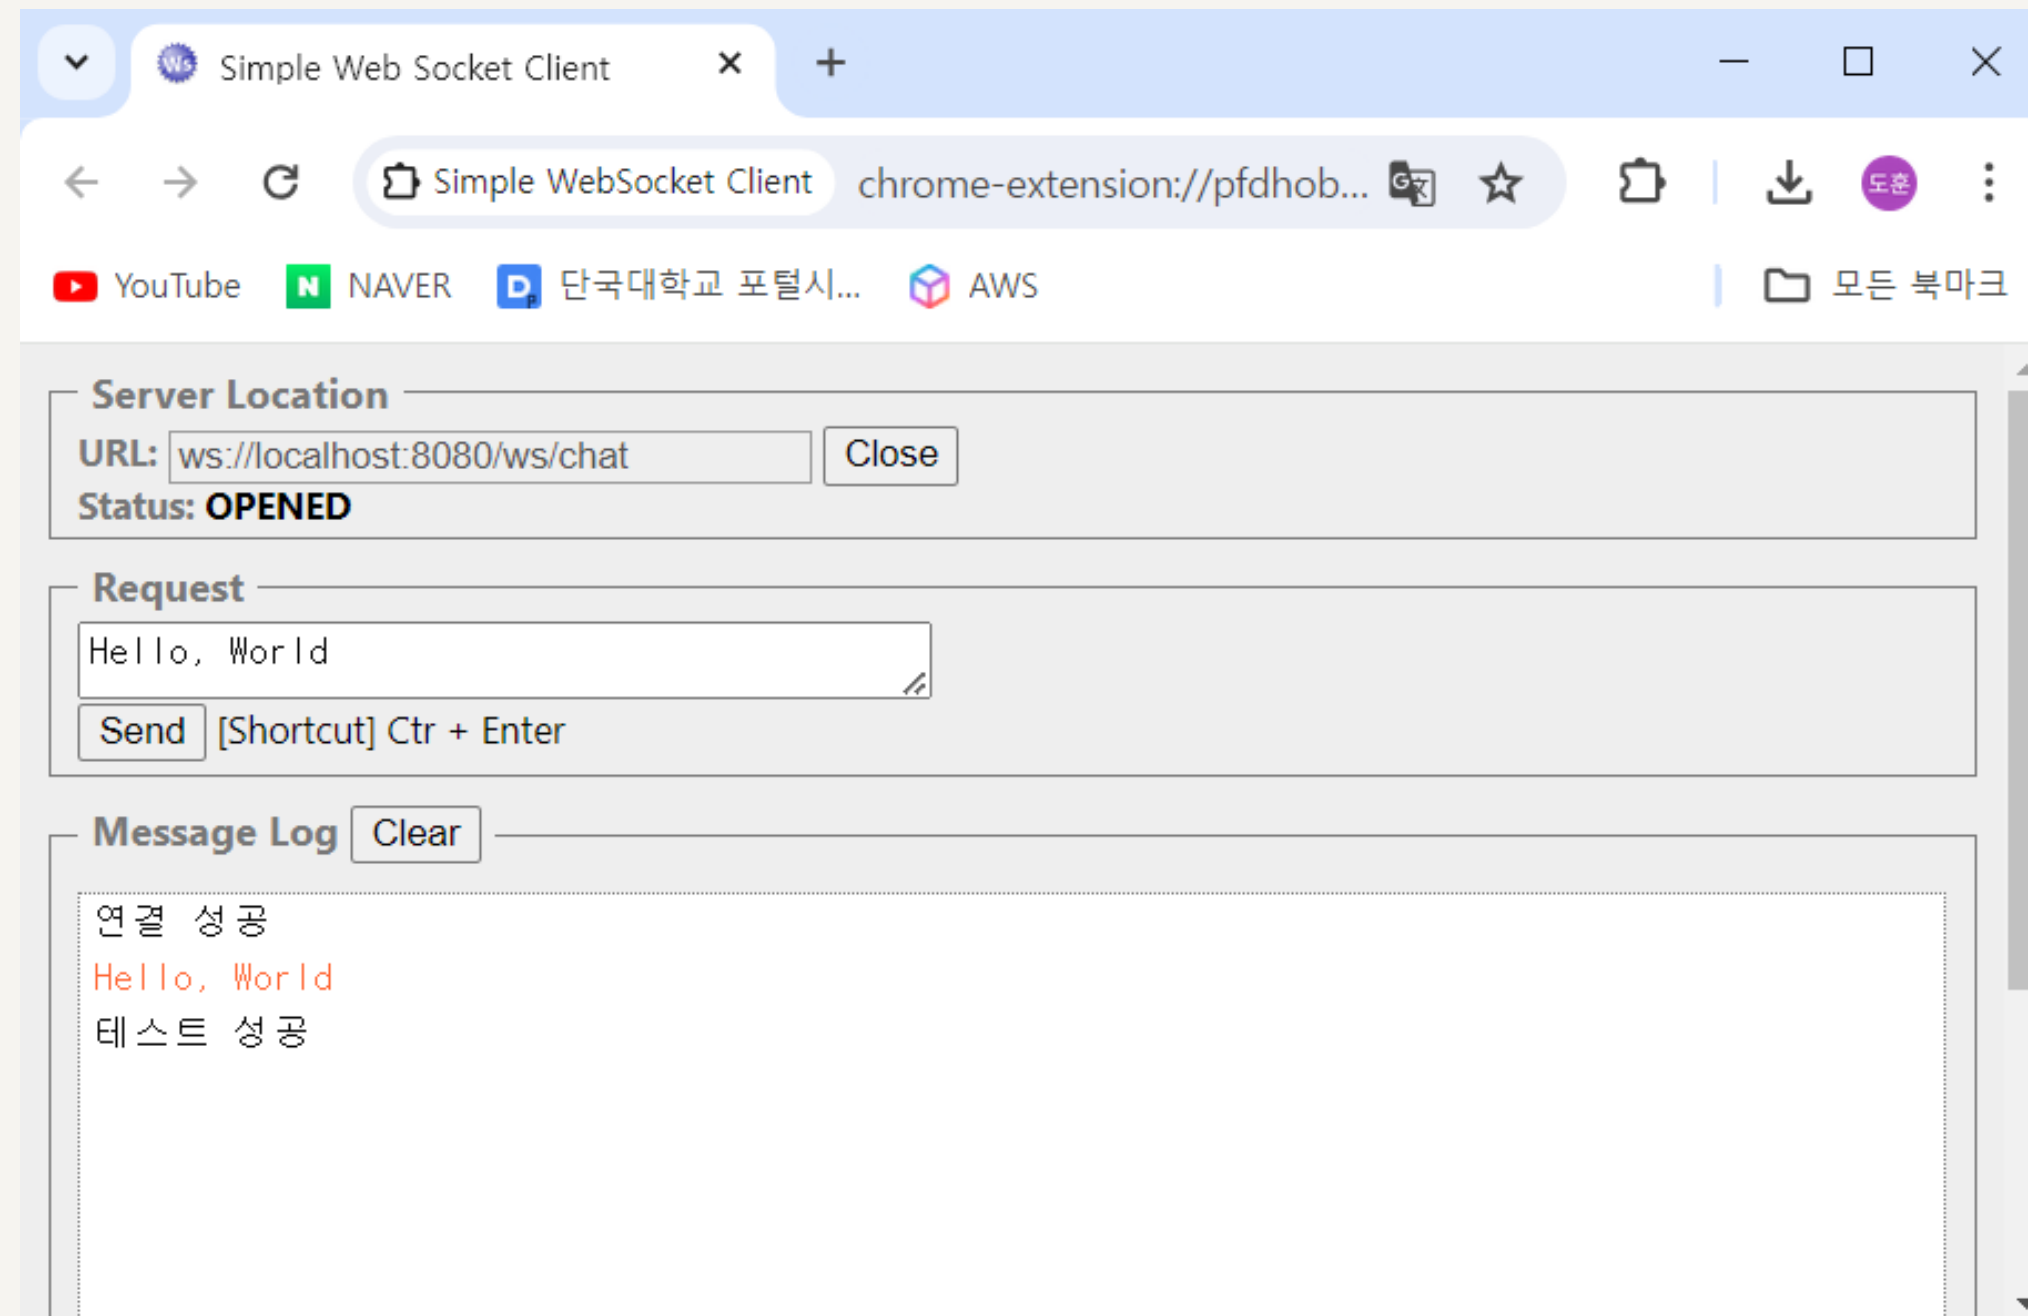 Simple Web Socket Client
Simple WebSocket Client chrome-extension://pfdhob... 도훈
YouTube NAVER 단국대학교 포털시... AWS 모든 북마크
Server Location
URL: ws://localhost:8080/ws/chat Close
Status: OPENED
Request
Hello, World
Send [Shortcut] Ctr + Enter
Message Log Clear
연결 성공
Hello, World
테스트 성공